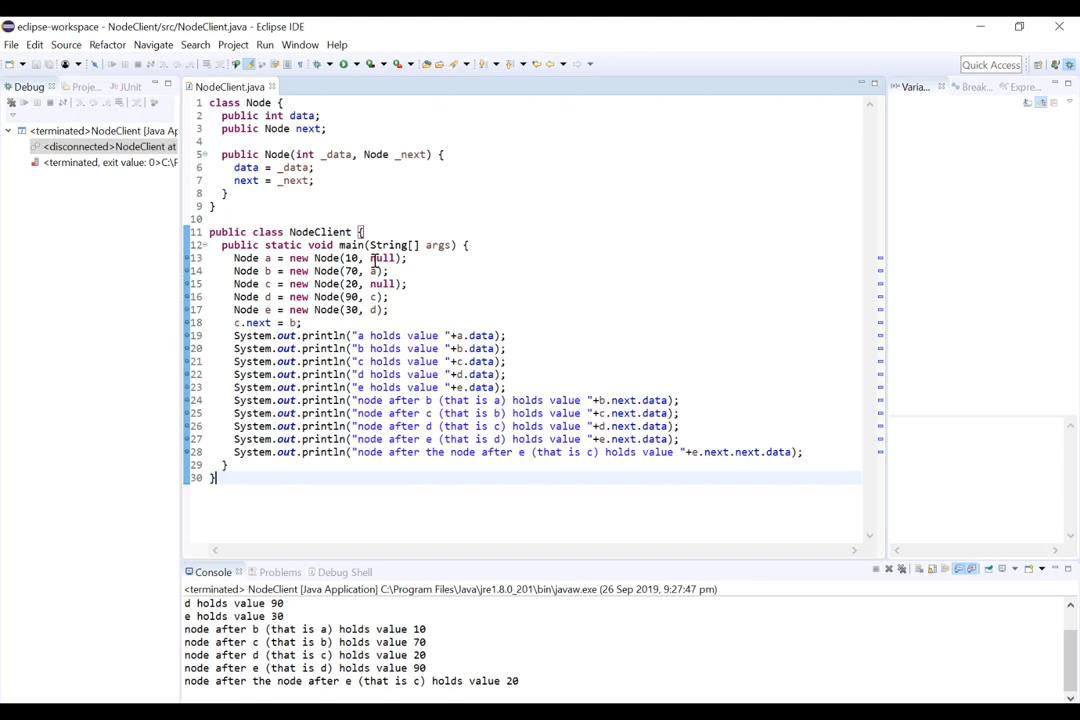 eclipse-workspace - NodeClient/src/NodeClient.java - Eclipse IDE
File Edit Source Refactor Navigate Search Project Run Window Help
Quick Access
Debug Proje... JUnit
NodeClient.java
Varia... Break... Expre...
<terminated>NodeClient [Java Ap
<disconnected>NodeClient at
<terminated, exit value: 0>C:\F
1 class Node {
2 public int data;
3 public Node next;
4
5 public Node(int _data, Node _next) {
6 data = _data;
7 next = _next;
8 }
9 }
10
11 public class NodeClient {
12 public static void main(String[] args) {
13 Node a = new Node(10, null);
14 Node b = new Node(70, a);
15 Node c = new Node(20, null);
16 Node d = new Node(90, c);
17 Node e = new Node(30, d);
18 c.next = b;
19 System.out.println("a holds value "+a.data);
20 System.out.println("b holds value "+b.data);
21 System.out.println("c holds value "+c.data);
22 System.out.println("d holds value "+d.data);
23 System.out.println("e holds value "+e.data);
24 System.out.println("node after b (that is a) holds value "+b.next.data);
25 System.out.println("node after c (that is b) holds value "+c.next.data);
26 System.out.println("node after d (that is c) holds value "+d.next.data);
27 System.out.println("node after e (that is d) holds value "+e.next.data);
28 System.out.println("node after the node after e (that is c) holds value "+e.next.next.data);
29 }
30 }
Console Problems Debug Shell
<terminated> NodeClient [Java Application] C:\Program Files\Java\jre1.8.0_201\bin\javaw.exe (26 Sep 2019, 9:27:47 pm)
d holds value 90
e holds value 30
node after b (that is a) holds value 10
node after c (that is b) holds value 70
node after d (that is c) holds value 20
node after e (that is d) holds value 90
node after the node after e (that is c) holds value 20